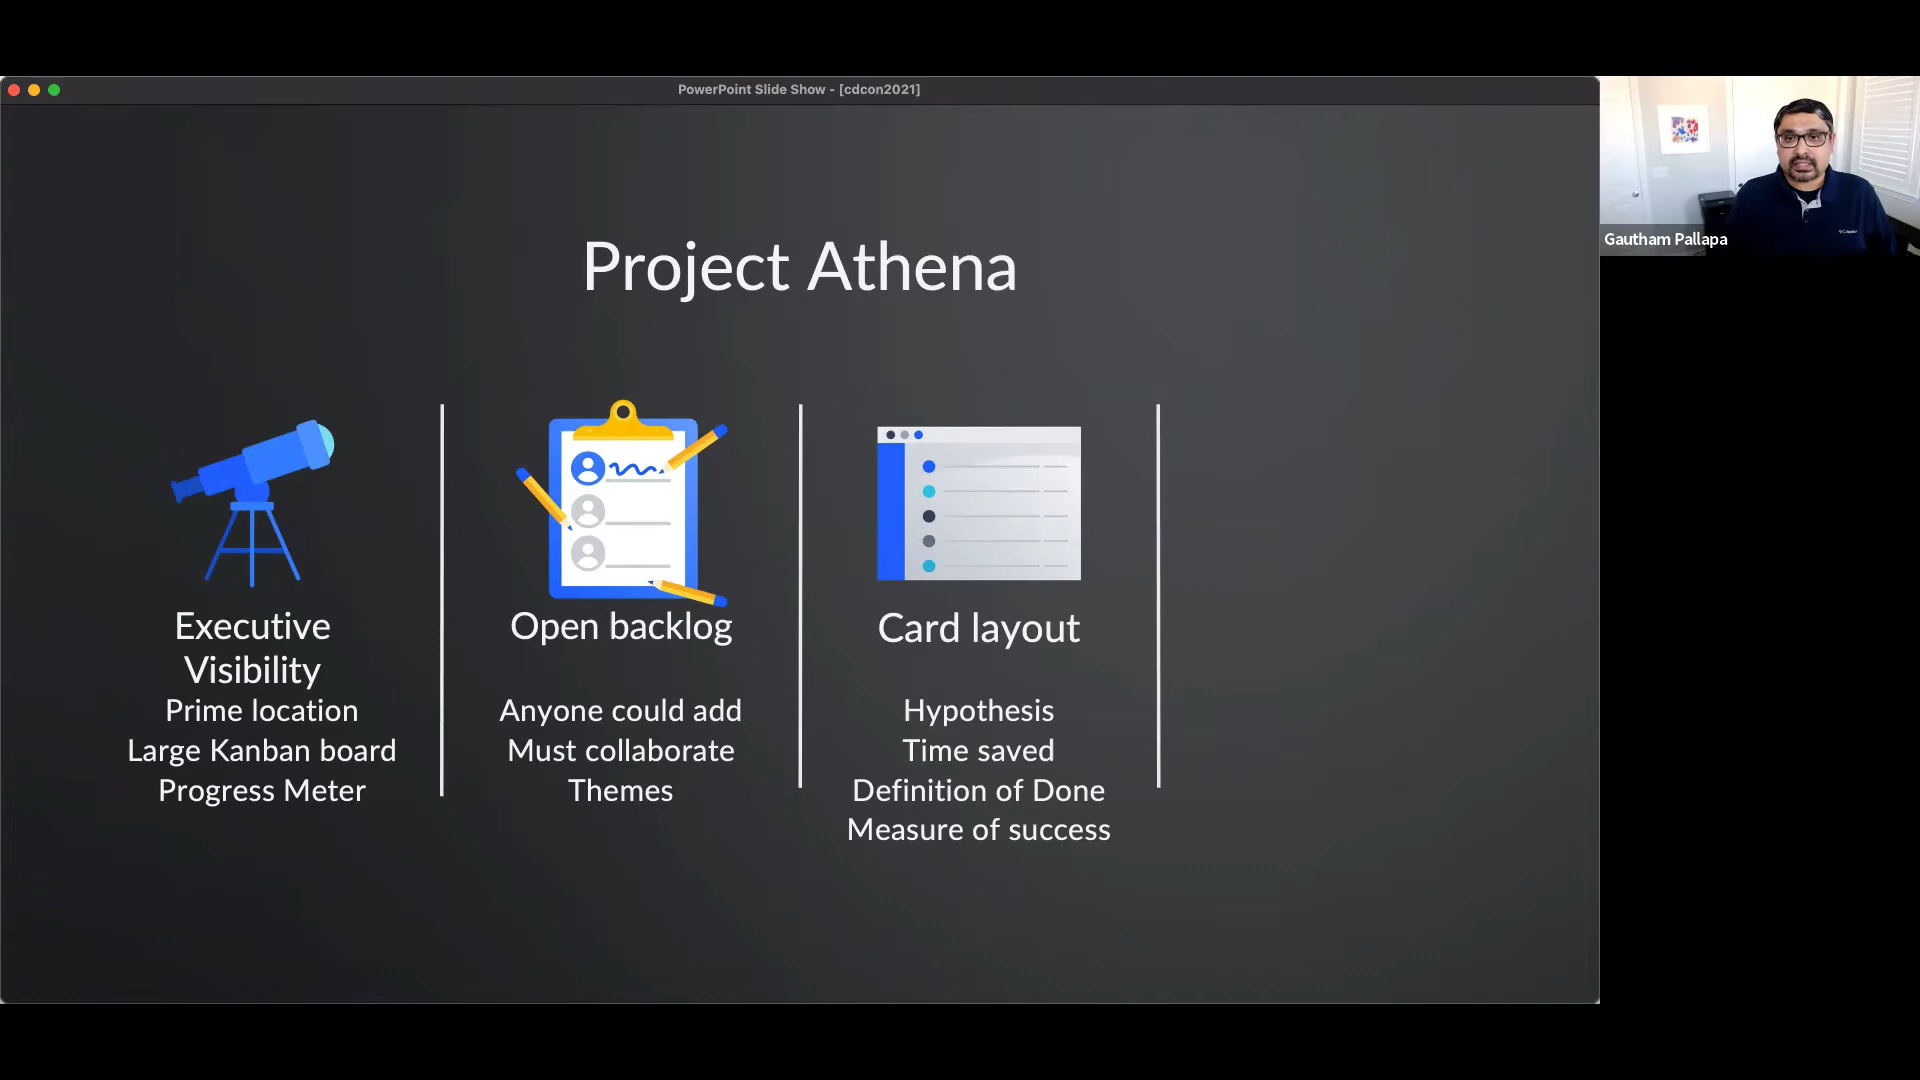 PowerPoint Slide Show - [cdcon2021]
Gautham Pallapa
Project Athena
Executive
Visibility
Prime location
Large Kanban board
Progress Meter
Open backlog
Anyone could add
Must collaborate
Themes
Card layout
Hypothesis
Time saved
Definition of Done
Measure of success